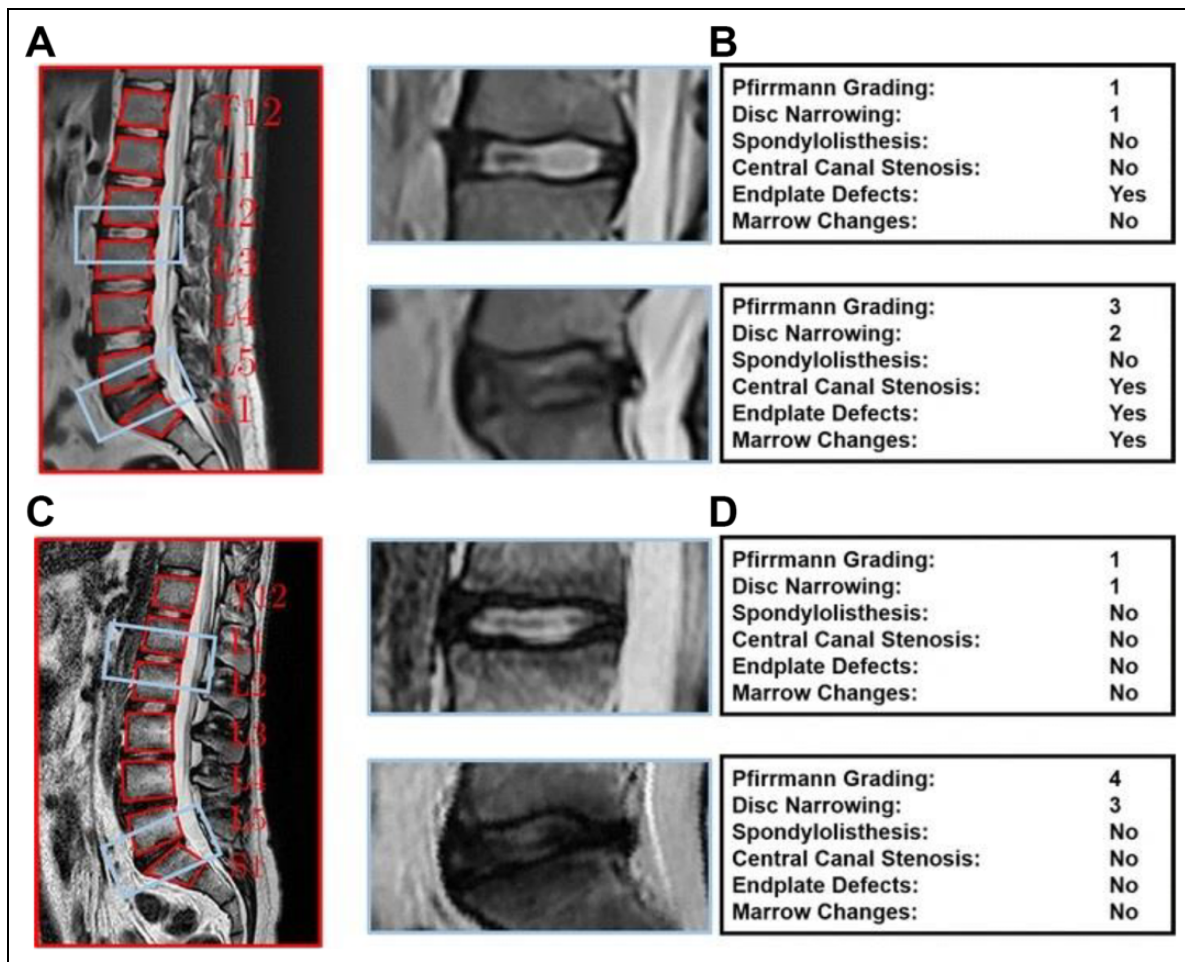 A
B
T12
L1
L2
L3
L4
L5
S1
Pfirrmann Grading: 1
Disc Narrowing: 1
Spondylolisthesis: No
Central Canal Stenosis: No
Endplate Defects: Yes
Marrow Changes: No
Pfirrmann Grading: 3
Disc Narrowing: 2
Spondylolisthesis: No
Central Canal Stenosis: Yes
Endplate Defects: Yes
Marrow Changes: Yes
C
D
T12
L1
L2
L3
L4
L5
S1
Pfirrmann Grading: 1
Disc Narrowing: 1
Spondylolisthesis: No
Central Canal Stenosis: No
Endplate Defects: No
Marrow Changes: No
Pfirrmann Grading: 4
Disc Narrowing: 3
Spondylolisthesis: No
Central Canal Stenosis: No
Endplate Defects: No
Marrow Changes: No